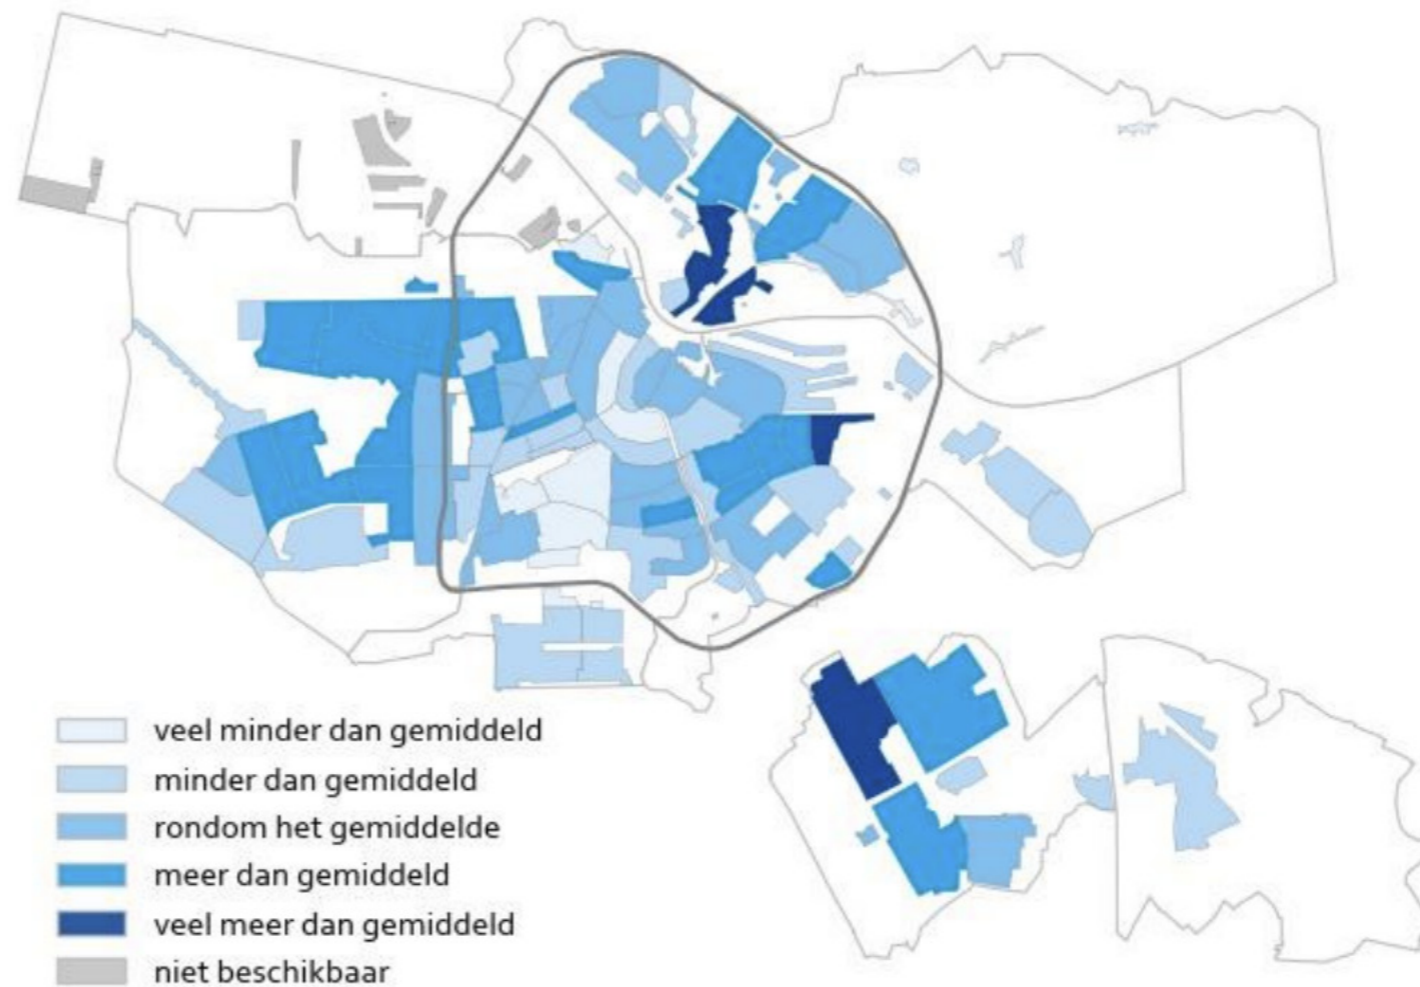 veel minder dan gemiddeld
minder dan gemiddeld
rondom het gemiddelde
meer dan gemiddeld
veel meer dan gemiddeld
niet beschikbaar